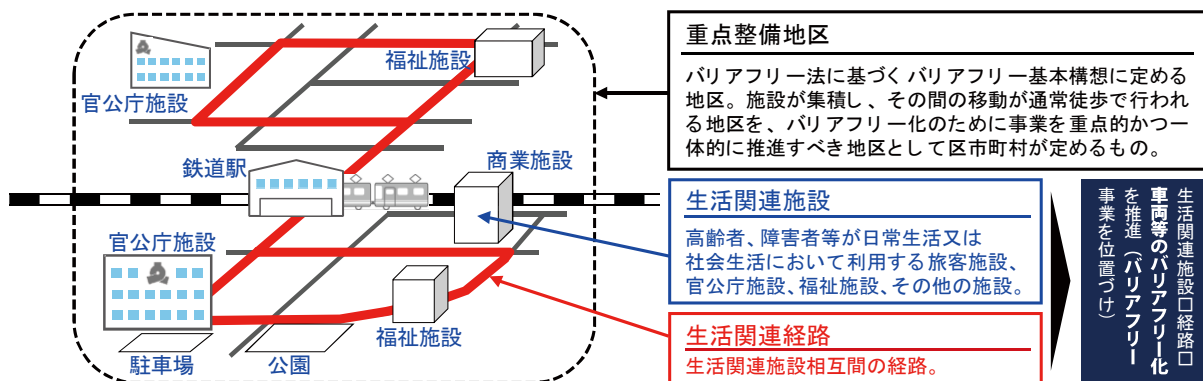 福祉施設
官公庁施設
鉄道駅
商業施設
官公庁施設
福祉施設
駐車場
公園
重点整備地区
バリアフリー法に基づく バリアフリー基本構想に定める
地区。施設が集積し、その間の移動が通常徒歩で行われ
る地区を、バリアフリー化のために事業を重点的かつ一
体的に推進すべき地区として区市町村が定めるもの。
生活関連施設
高齢者、障害者等が日常生活又は
社会生活において利用する旅客施設、
官公庁施設、福祉施設、その他の施設。
生活関連経路
生活関連施設相互間の経路。
生活関連施設口経路口
車両等のバリアフリー化
を推進（バリアフリー
事業を位置づけ）